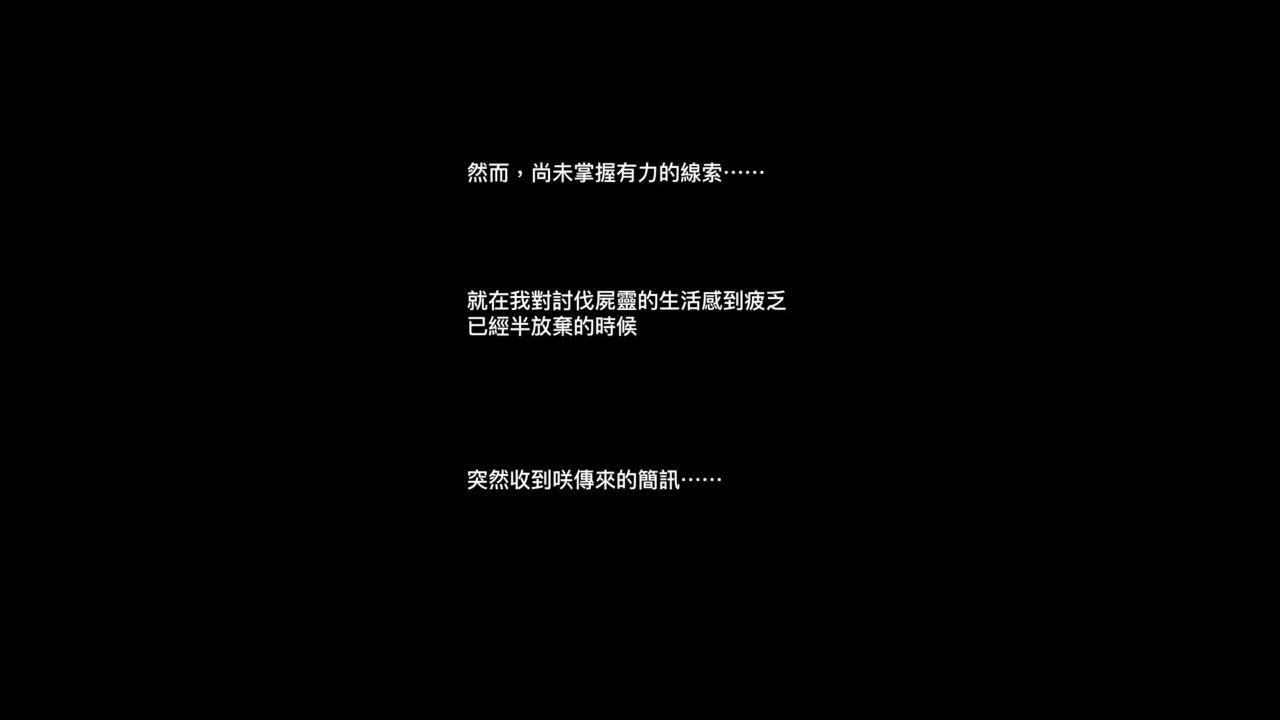 然而，尚未掌握有力的線索⋯⋯
就在我對討伐屍靈的生活感到疲乏
已經半放棄的時候
突然收到咲傳來的簡訊⋯⋯